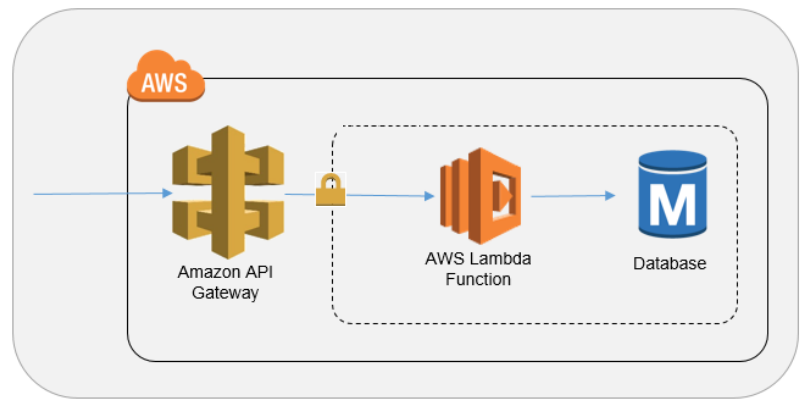 AWS
Amazon API
Gateway
AWS Lambda
Function
M
Database